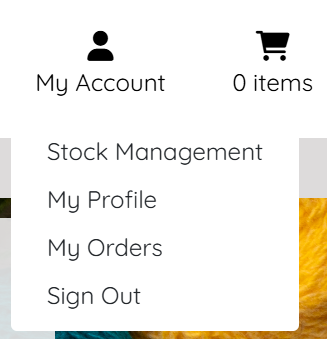 My Account
0 items
Stock Management
My Profile
My Orders
Sign Out